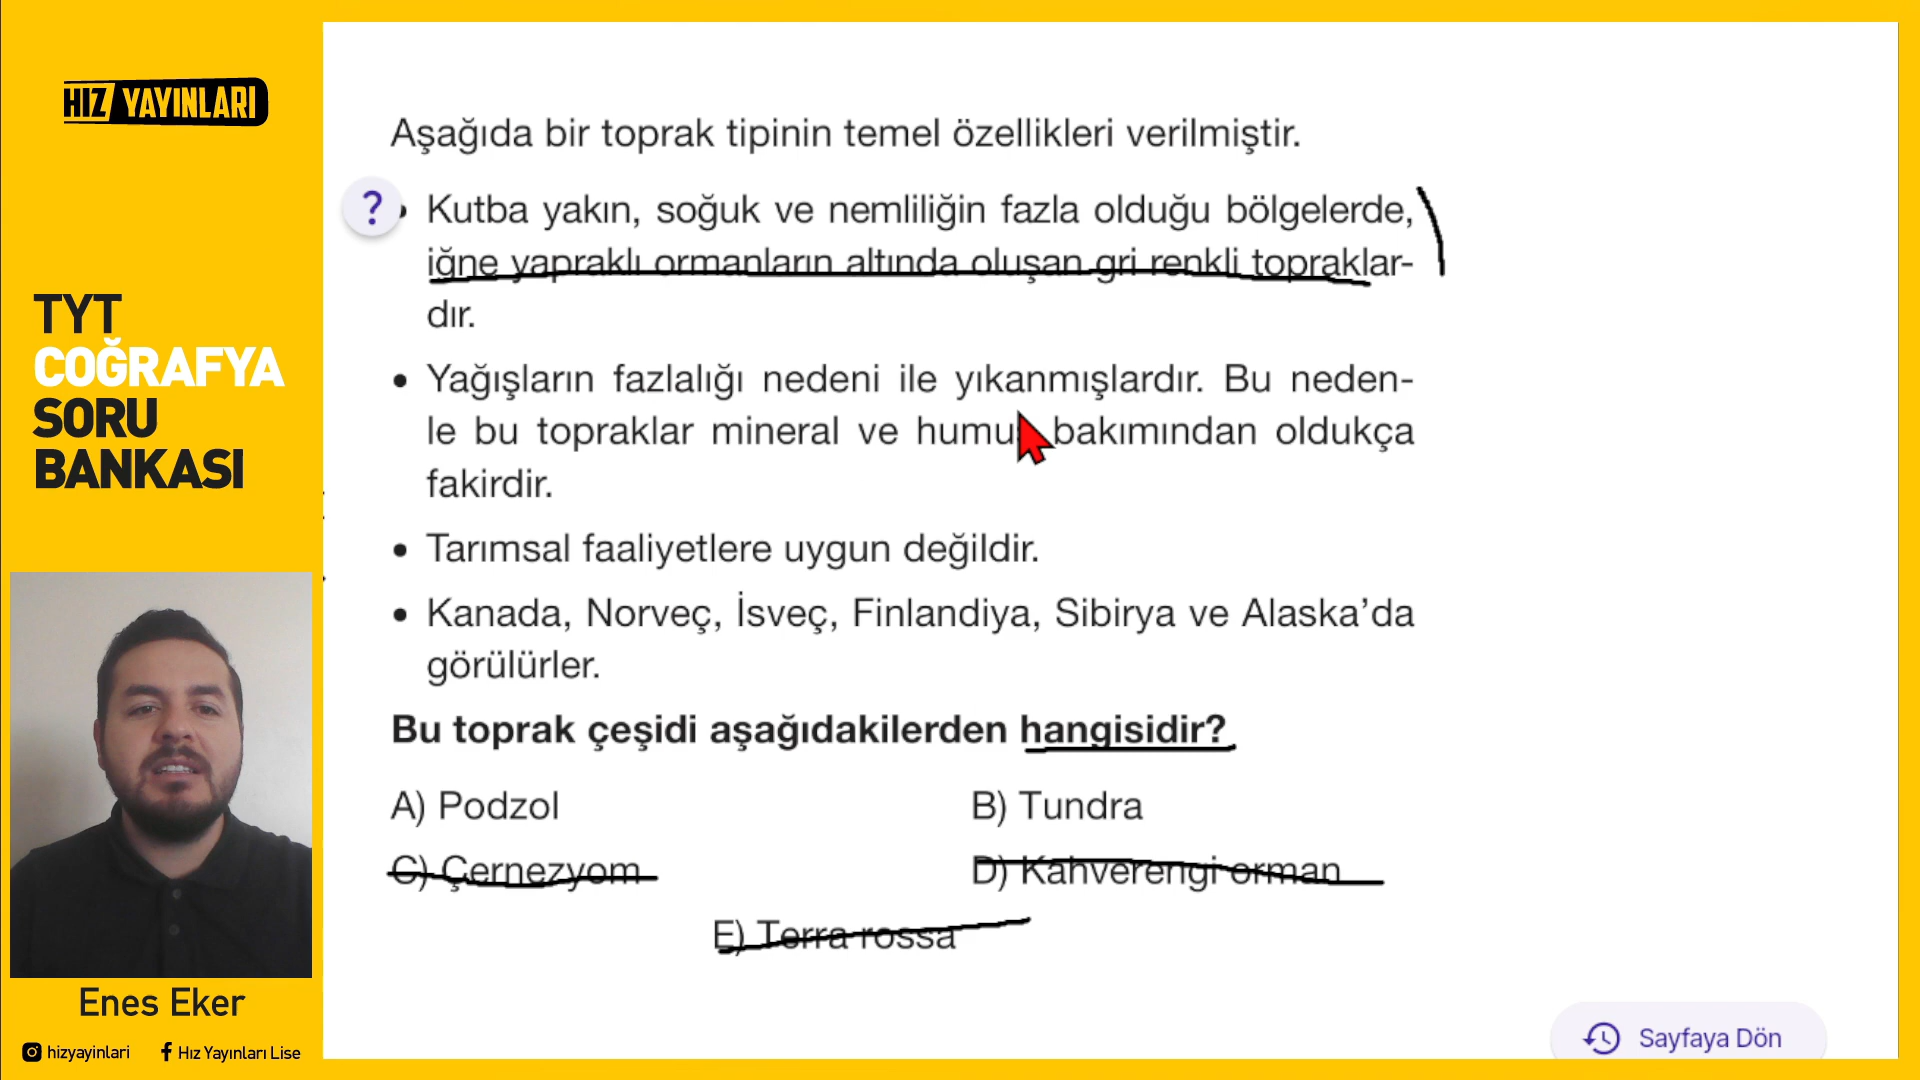 HIZ YAYINLARI
TYT
COĞRAFYA
SORU
BANKASI
Enes Eker
hizyayinlari
Hız Yayınları Lise
Aşağıda bir toprak tipinin temel özellikleri verilmiştir.
?
• Kutba yakın, soğuk ve nemliliğin fazla olduğu bölgelerde,
iğne yapraklı ormanların altında oluşan gri renkli topraklar-
dır.
• Yağışların fazlalığı nedeni ile yıkanmışlardır. Bu neden-
le bu topraklar mineral ve humus bakımından oldukça
fakirdir.
• Tarımsal faaliyetlere uygun değildir.
• Kanada, Norveç, İsveç, Finlandiya, Sibirya ve Alaska’da
görülürler.
Bu toprak çeşidi aşağıdakilerden hangisidir?
A) Podzol B) Tundra
C) Çernezyom D) Kahverengi orman
E) Terra rossa
Sayfaya Dön